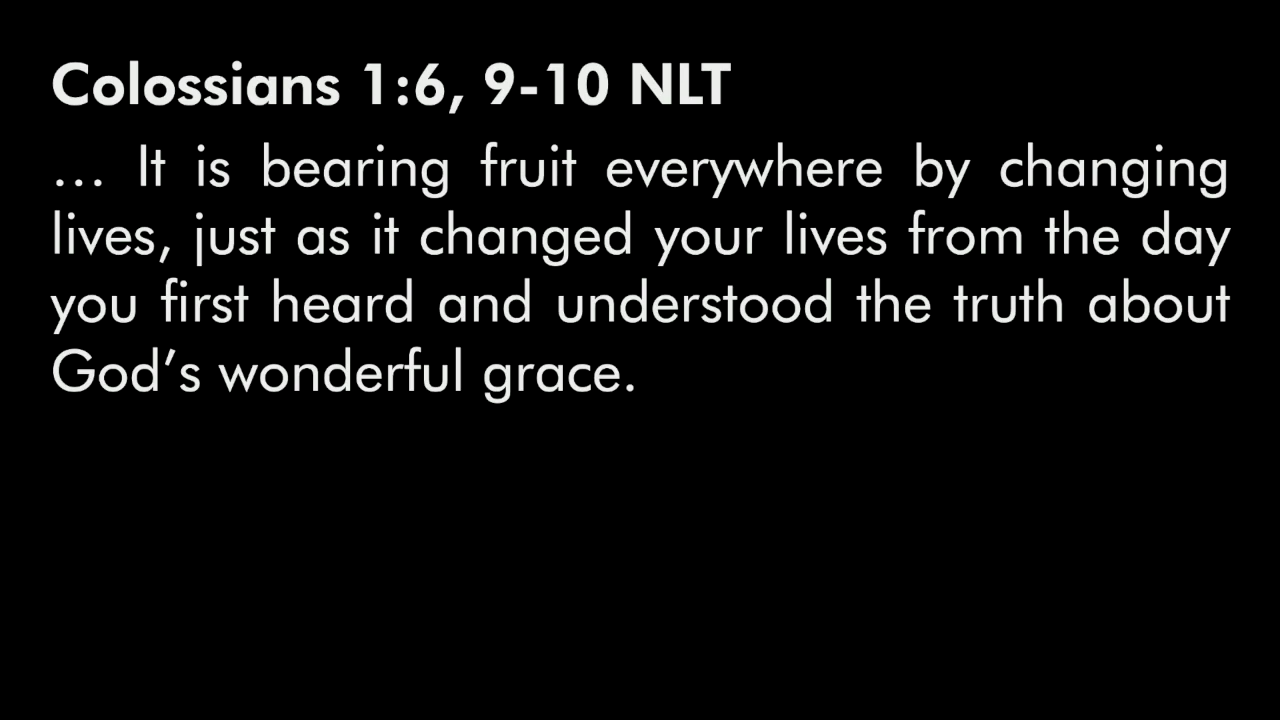 Colossians 1:6, 9-10 NLT
... It is bearing fruit everywhere by changing
lives, just as it changed your lives from the day
you first heard and understood the truth about
God’s wonderful grace.